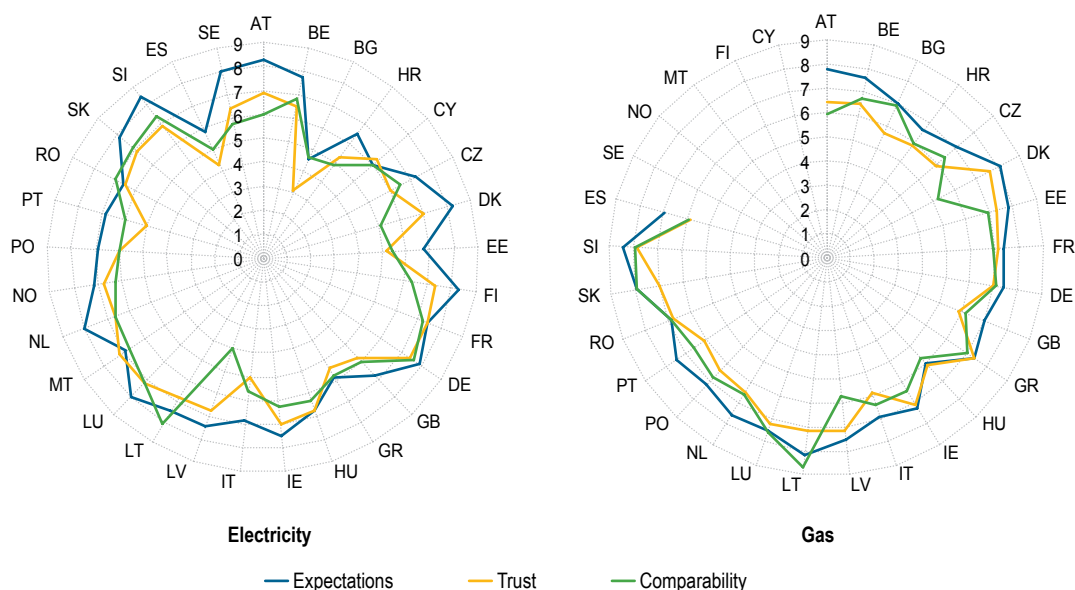 AT
BE
BG
HR
CY
CZ
DK
EE
FI
FR
DE
GB
GR
HU
IE
IT
LV
LT
LU
MT
NL
NO
PO
PT
RO
SK
SI
ES
SE
9
8
7
6
5
4
3
2
1
0
Electricity
AT
BE
BG
HR
CZ
DK
EE
FR
DE
GB
GR
HU
IE
IT
LV
LT
LU
NL
PO
PT
RO
SK
SI
ES
SE
NO
MT
FI
CY
9
8
7
6
5
4
3
2
1
0
Gas
Expectations Trust Comparability